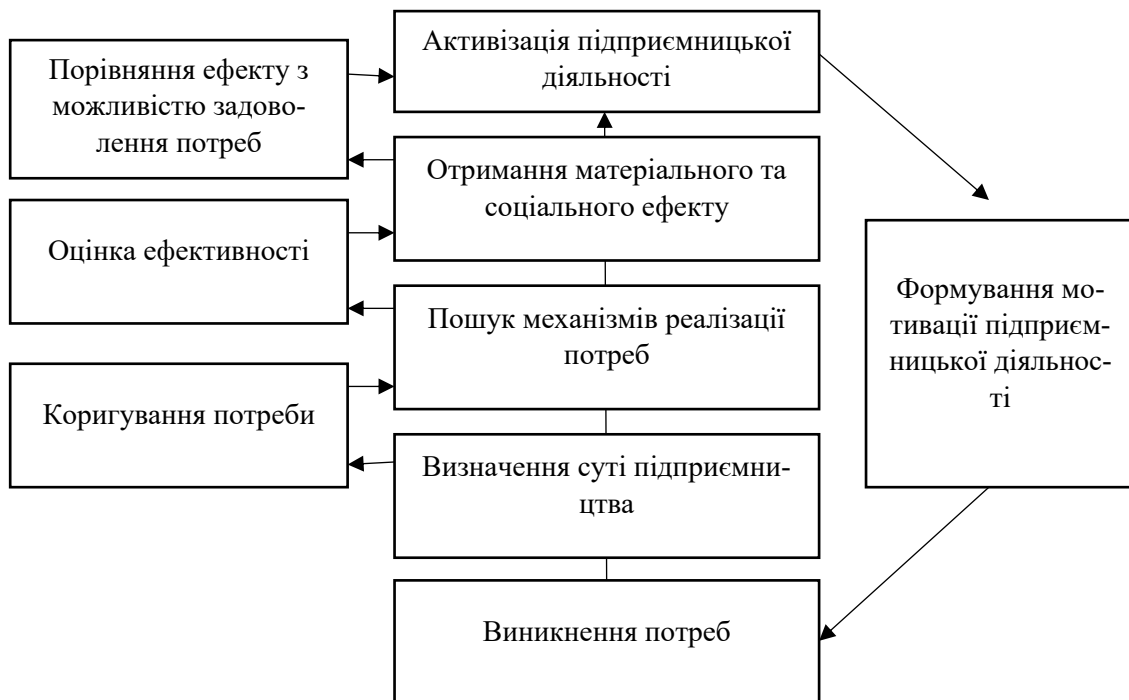 Активізація підприємницької
діяльності
Порівняння ефекту з
можливістю задово-
лення потреб
Отримання матеріального та
соціального ефекту
Оцінка ефективності
Формування мо-
тивації підприєм-
ницької діяльнос-
ті
Пошук механізмів реалізації
потреб
Коригування потреби
Визначення суті підприємни-
цтва
Виникнення потреб